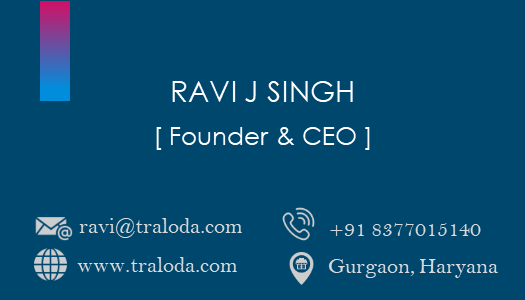 RAVI J SINGH
[ Founder & CEO ]
ravi@traloda.com
+91 8377015140
www.traloda.com
Gurgaon, Haryana